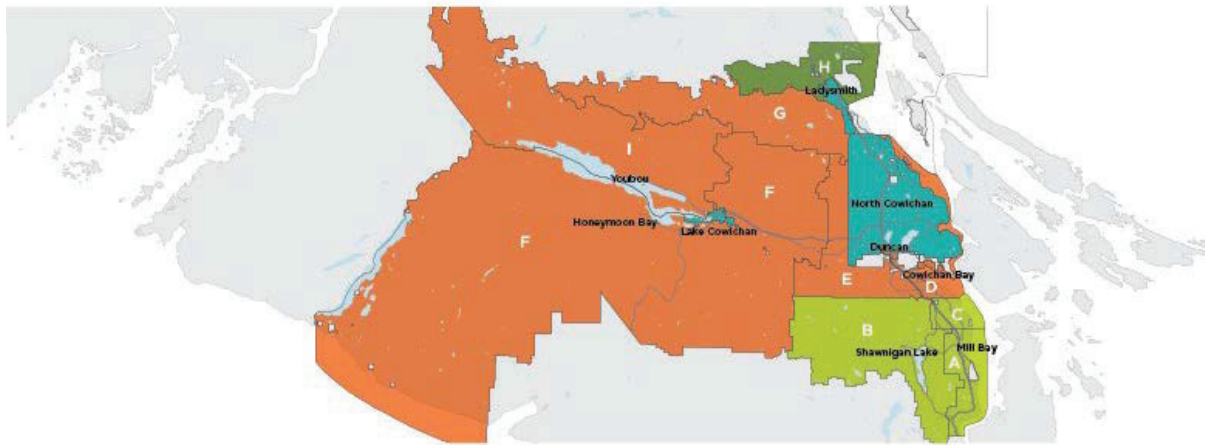 H
Ladysmith
G
I
Youbou
F
North Cowichan
Honeymoon Bay
Lake Cowichan
F
Duncan
Cowichan Bay
E
D
C
B
Mill Bay
Shawnigan Lake
A